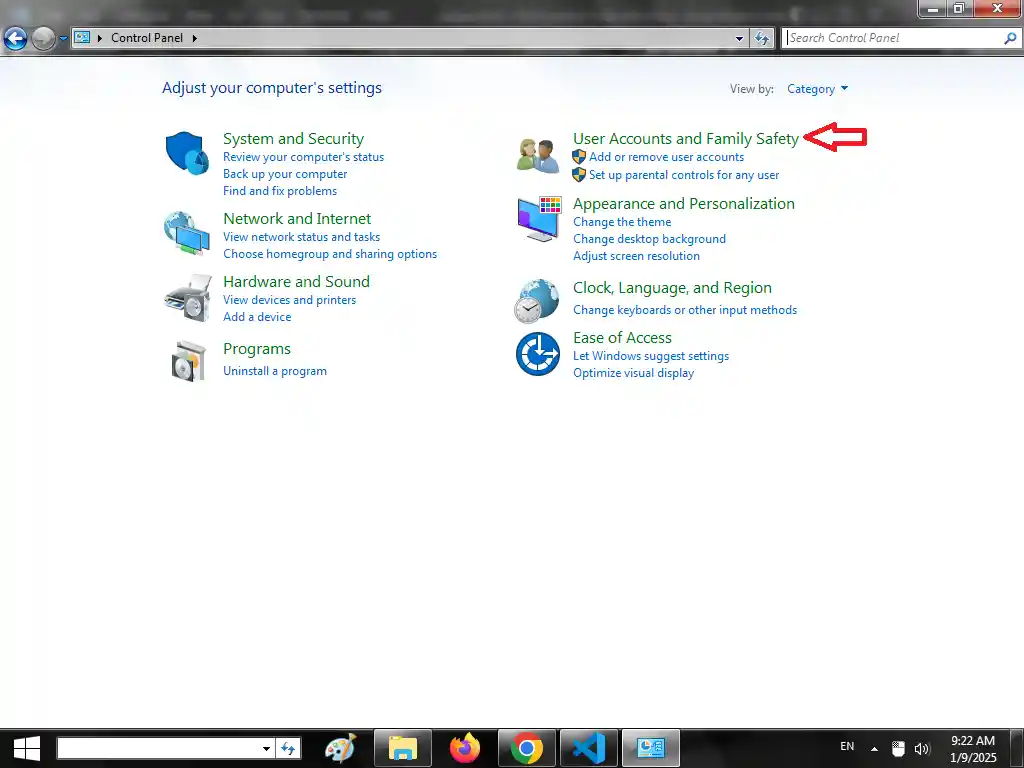 Control Panel
Search Control Panel
Adjust your computer's settings
View by: Category
System and Security
Review your computer's status
Back up your computer
Find and fix problems
Network and Internet
View network status and tasks
Choose homegroup and sharing options
Hardware and Sound
View devices and printers
Add a device
Programs
Uninstall a program
User Accounts and Family Safety
Add or remove user accounts
Set up parental controls for any user
Appearance and Personalization
Change the theme
Change desktop background
Adjust screen resolution
Clock, Language, and Region
Change keyboards or other input methods
Ease of Access
Let Windows suggest settings
Optimize visual display
EN
9:22 AM
1/9/2025